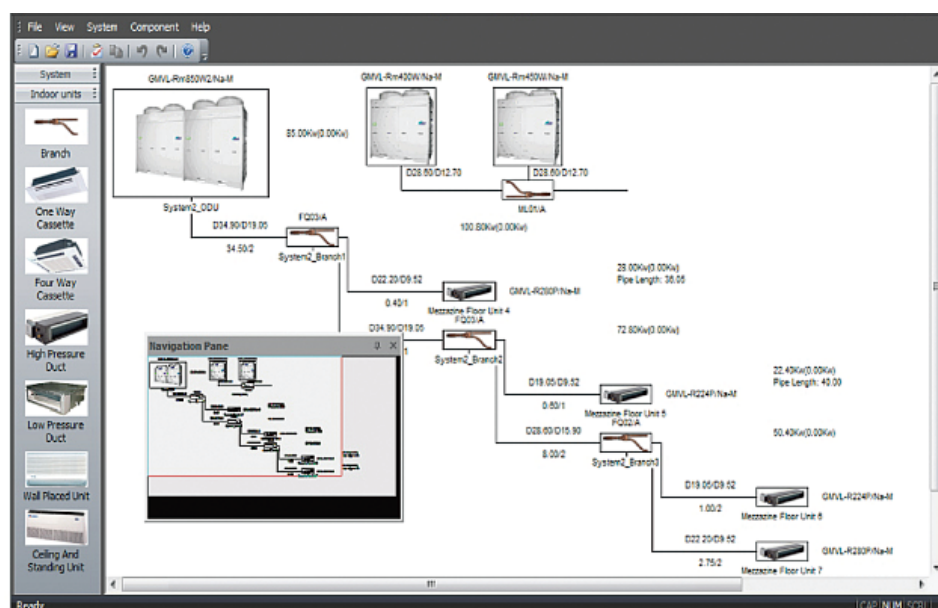 File View System Component Help
System
Indoor units
Branch
One Way
Cassette
Four Way
Cassette
High Pressure
Duct
Low Pressure
Duct
Wall Placed Unit
Ceiling And
Standing Unit
GMVL-Rm850W2/Na-M
GMVL-Rm400W/Na-M
GMVL-Rm450W/Na-M
85.00Kw(0.00Kw)
D28.60/D12.70
D28.60/D12.70
System2_ODU
ML01/A
FQ03/A
D34.90/D19.05
100.80Kw(0.00Kw)
34.50/2
System2_Branch1
D22.20/D9.52
28.00Kw(0.00Kw)
Pipe Length: 36.05
GMVL-R280P/Na-M
0.40/1
Mezzazine Floor Unit 4
FQ03/A
D34.90/D19.05
72.80Kw(0.00Kw)
1
System2_Branch2
Navigation Pane
22.40Kw(0.00Kw)
D19.05/D9.52
Pipe Length: 40.00
GMVL-R224P/Na-M
0.60/1
Mezzazine Floor Unit 5
FQ02/A
D28.60/D15.90
50.40Kw(0.00Kw)
8.00/2
System2_Branch3
D19.05/D9.52
GMVL-R224P/Na-M
1.00/2
Mezzazine Floor Unit 6
D22.20/D9.52
GMVL-R280P/Na-M
2.75/2
Mezzazine Floor Unit 7
Ready
CAP NUM SCRL